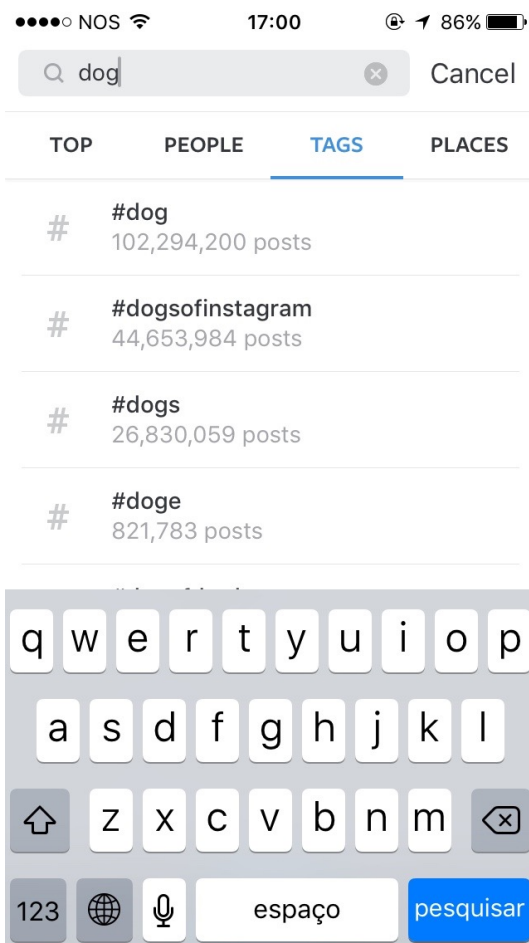 NOS 17:00 86%
dog Cancel
TOP PEOPLE TAGS PLACES
#dog
102,294,200 posts
#dogsofinstagram
44,653,984 posts
#dogs
26,830,059 posts
#doge
821,783 posts
q w e r t y u i o p
a s d f g h j k l
z x c v b n m
123 espaço pesquisar